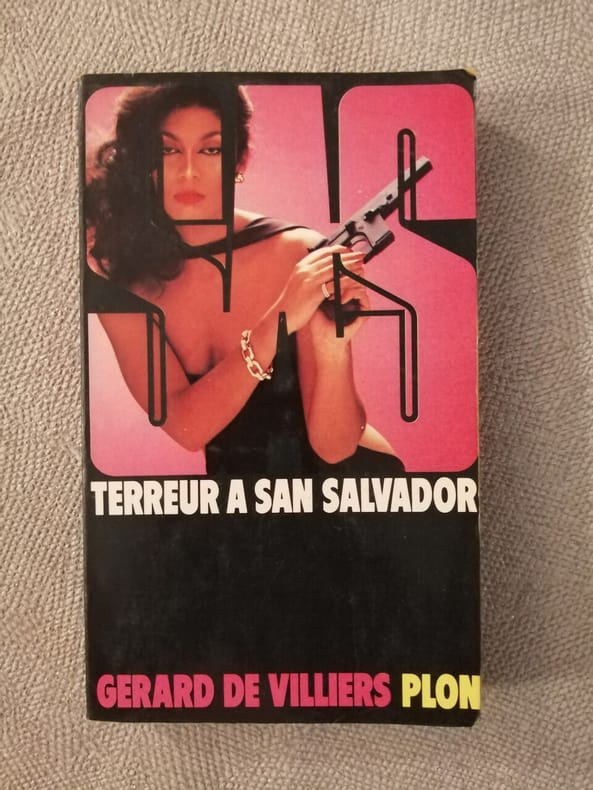 SAS
TERREUR A SAN SALVADOR
GERARD DE VILLIERS PLON